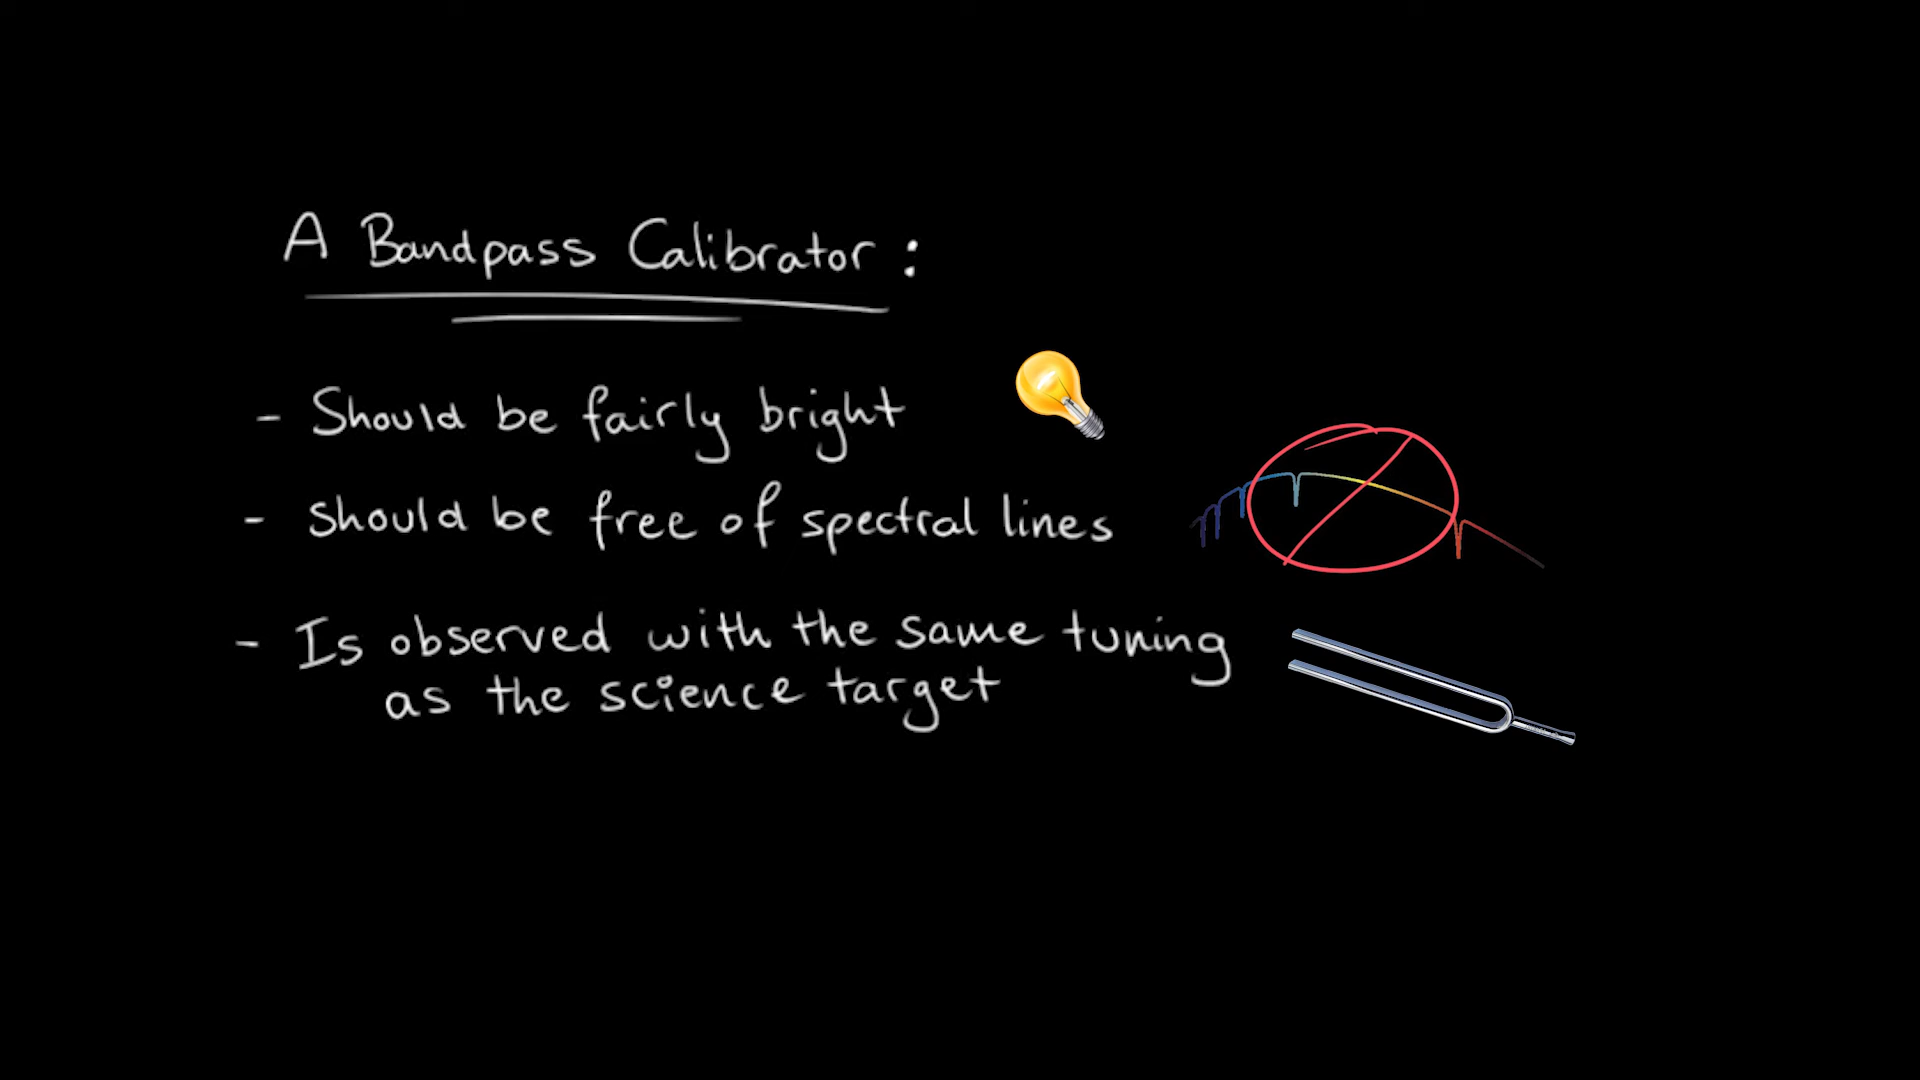 A Bandpass Calibrator:
- Should be fairly bright
- Should be free of spectral lines
- Is observed with the same tuning
as the science target